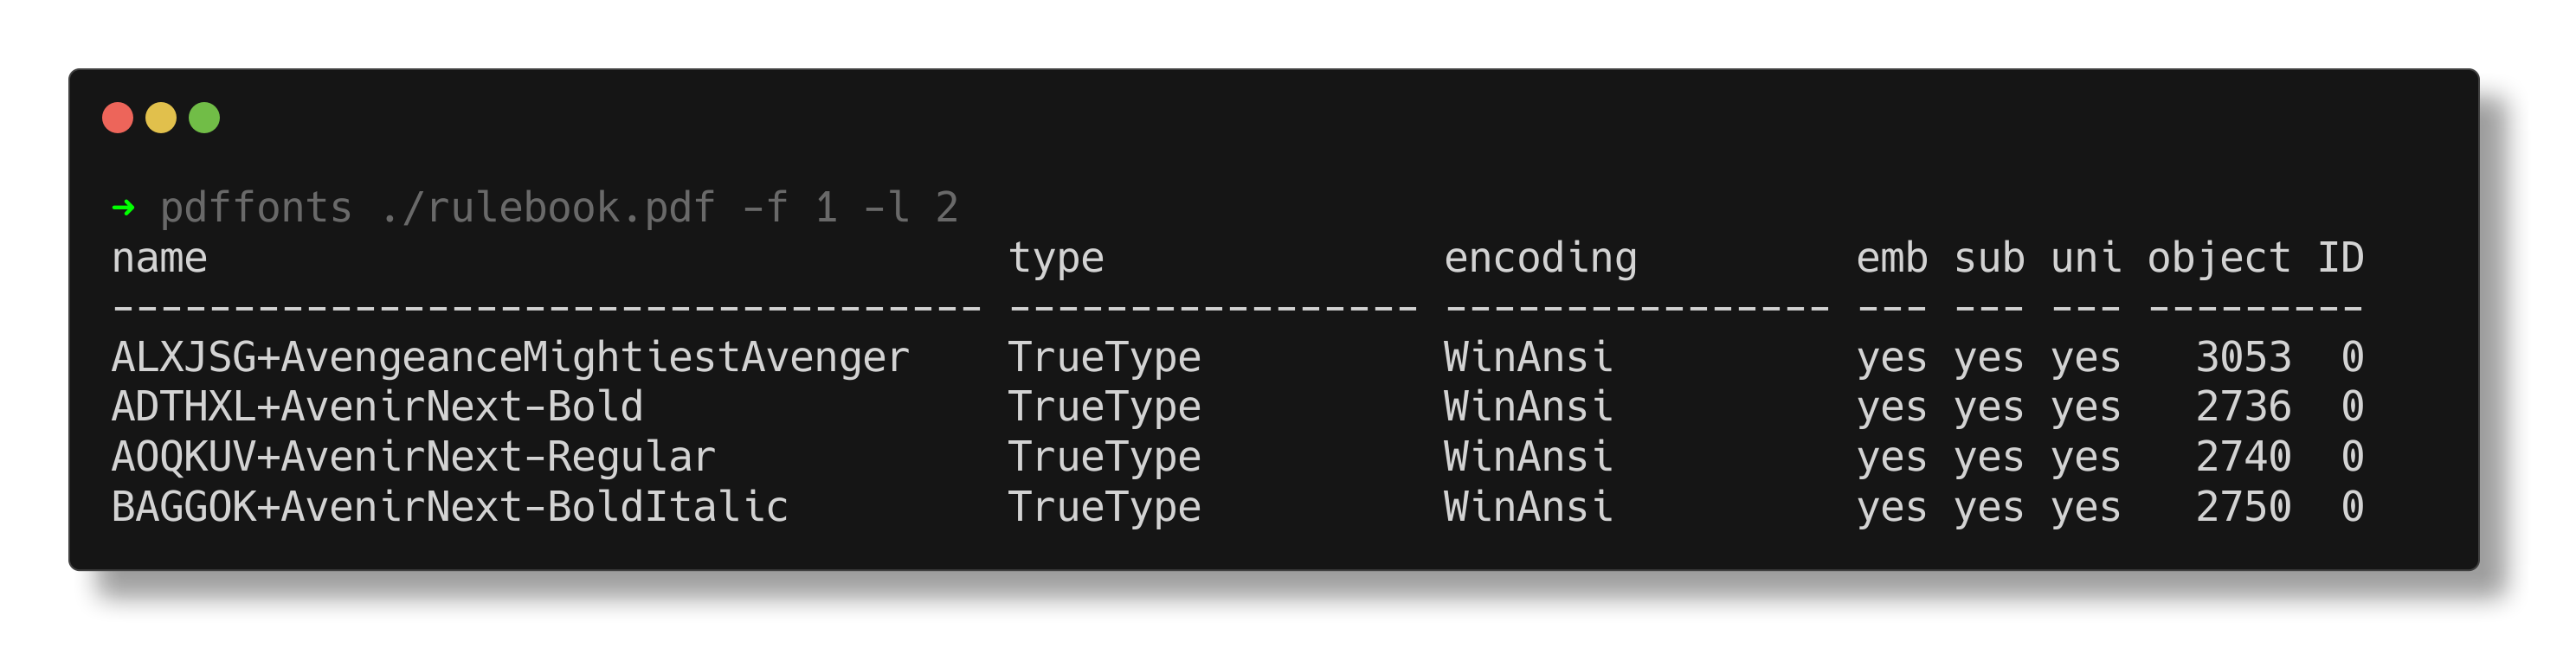 ➜ pdffonts ./rulebook.pdf -f 1 -l 2
name                                 type              encoding         emb sub uni object ID
------------------------------------ ----------------- ---------------- --- --- --- ---------
ALXJSG+AvengeanceMightiestAvenger    TrueType          WinAnsi          yes yes yes   3053  0
ADTHXL+AvenirNext-Bold               TrueType          WinAnsi          yes yes yes   2736  0
AOQKUV+AvenirNext-Regular            TrueType          WinAnsi          yes yes yes   2740  0
BAGGOK+AvenirNext-BoldItalic         TrueType          WinAnsi          yes yes yes   2750  0